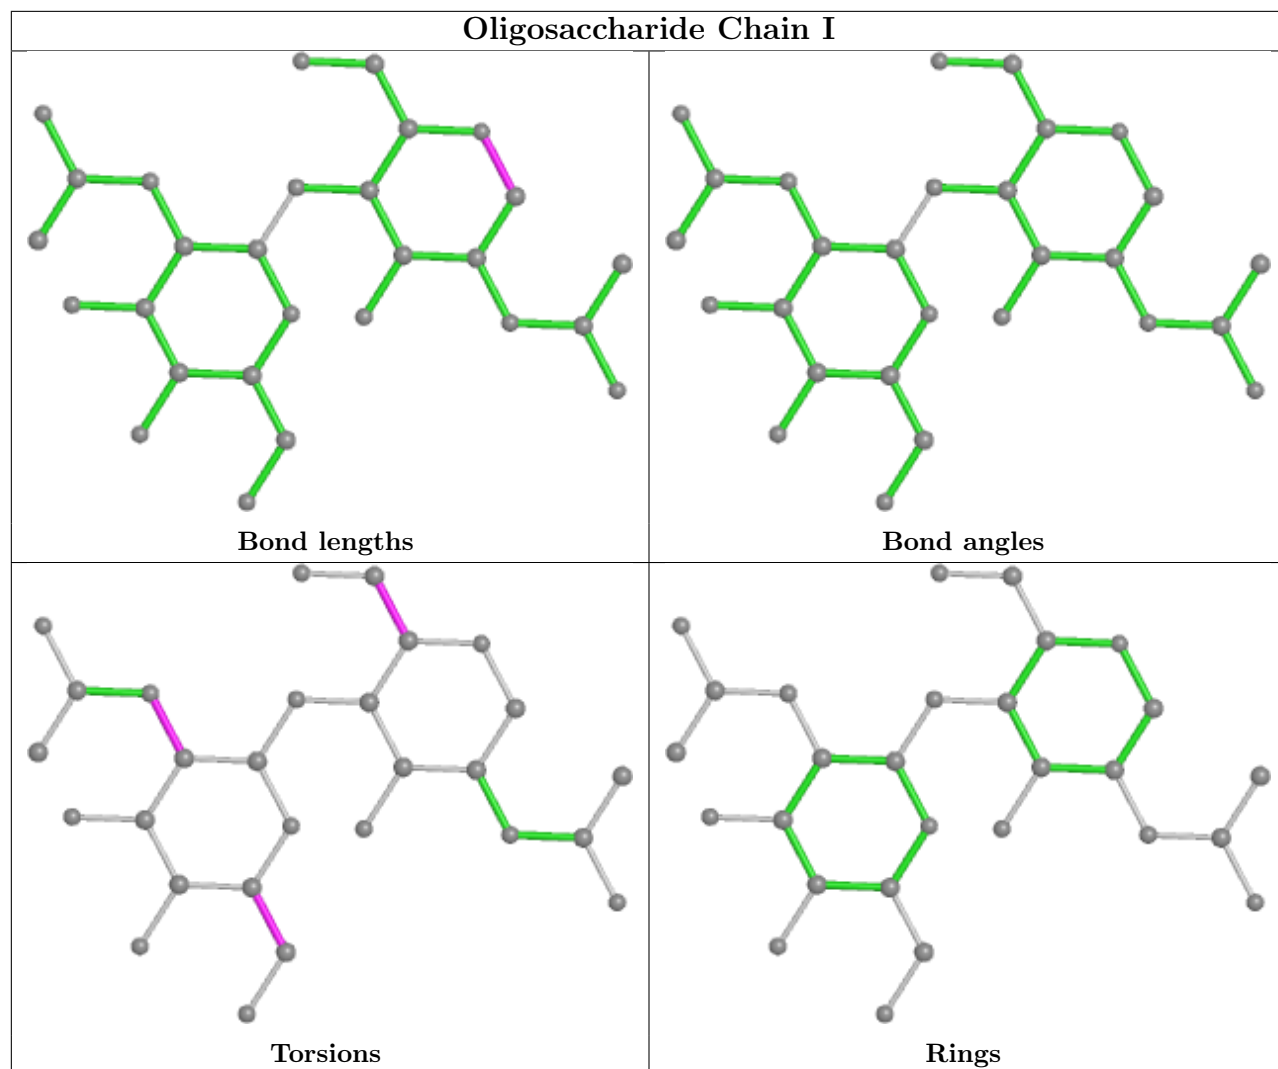 Oligosaccharide Chain I
Bond lengths
Bond angles
Torsions
Rings